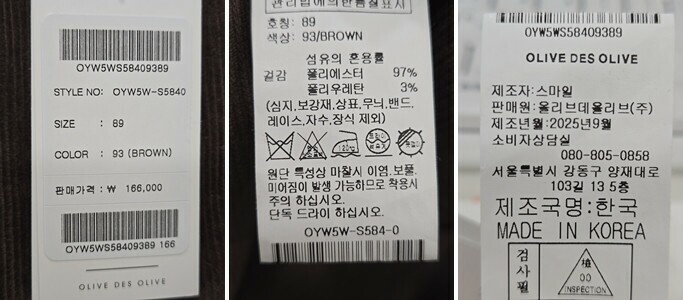 OYW5WS58409389
STYLE NO: OYW5W-S5840
SIZE : 89
COLOR : 93 (BROWN)
판매가격 : ₩ 166,000
OYW5WS58409389 166
OLIVE DES OLIVE
관리법에의한품질표시
호칭: 89
색상: 93/BROWN
섬유의 혼용률
겉감 폴리에스터 97%
폴리우레탄 3%
(심지,보강재,상표,무늬,밴드,
레이스,자수,장식 제외)
원단 특성상 마찰시 이염,보풀,
미어짐이 발생 가능하므로 착용시
주의 하십시오.
단독 드라이 하십시오.
OYW5W-S584-0
OYW5WS58409389
OLIVE DES OLIVE
제조자:스마일
판매원:올리브데올리브(주)
제조년월:2025년9월
소비자상담실
080-805-0858
서울특별시 강동구 양재대로
103길 13 5층
제조국명:한국
MADE IN KOREA
검사필
檢
00
INSPECTION